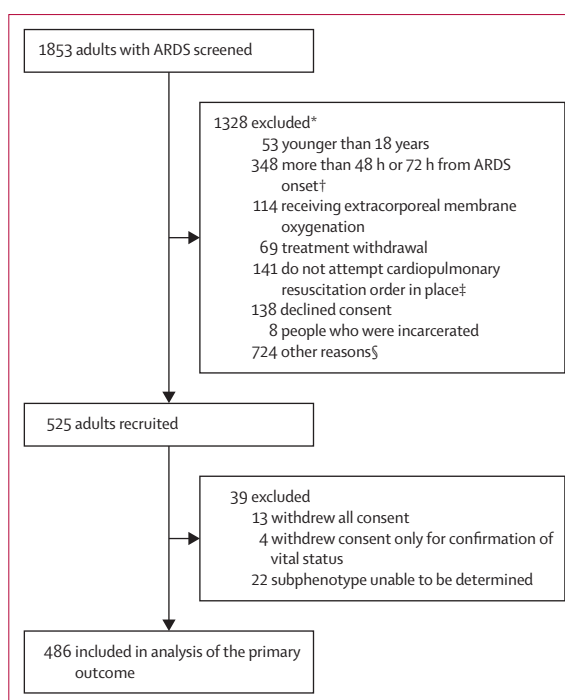 1853 adults with ARDS screened
1328 excluded*
53 younger than 18 years
348 more than 48 h or 72 h from ARDS
onset†
114 receiving extracorporeal membrane
oxygenation
69 treatment withdrawal
141 do not attempt cardiopulmonary
resuscitation order in place‡
138 declined consent
8 people who were incarcerated
724 other reasons§
525 adults recruited
39 excluded
13 withdrew all consent
4 withdrew consent only for confirmation of
vital status
22 subphenotype unable to be determined
486 included in analysis of the primary
outcome